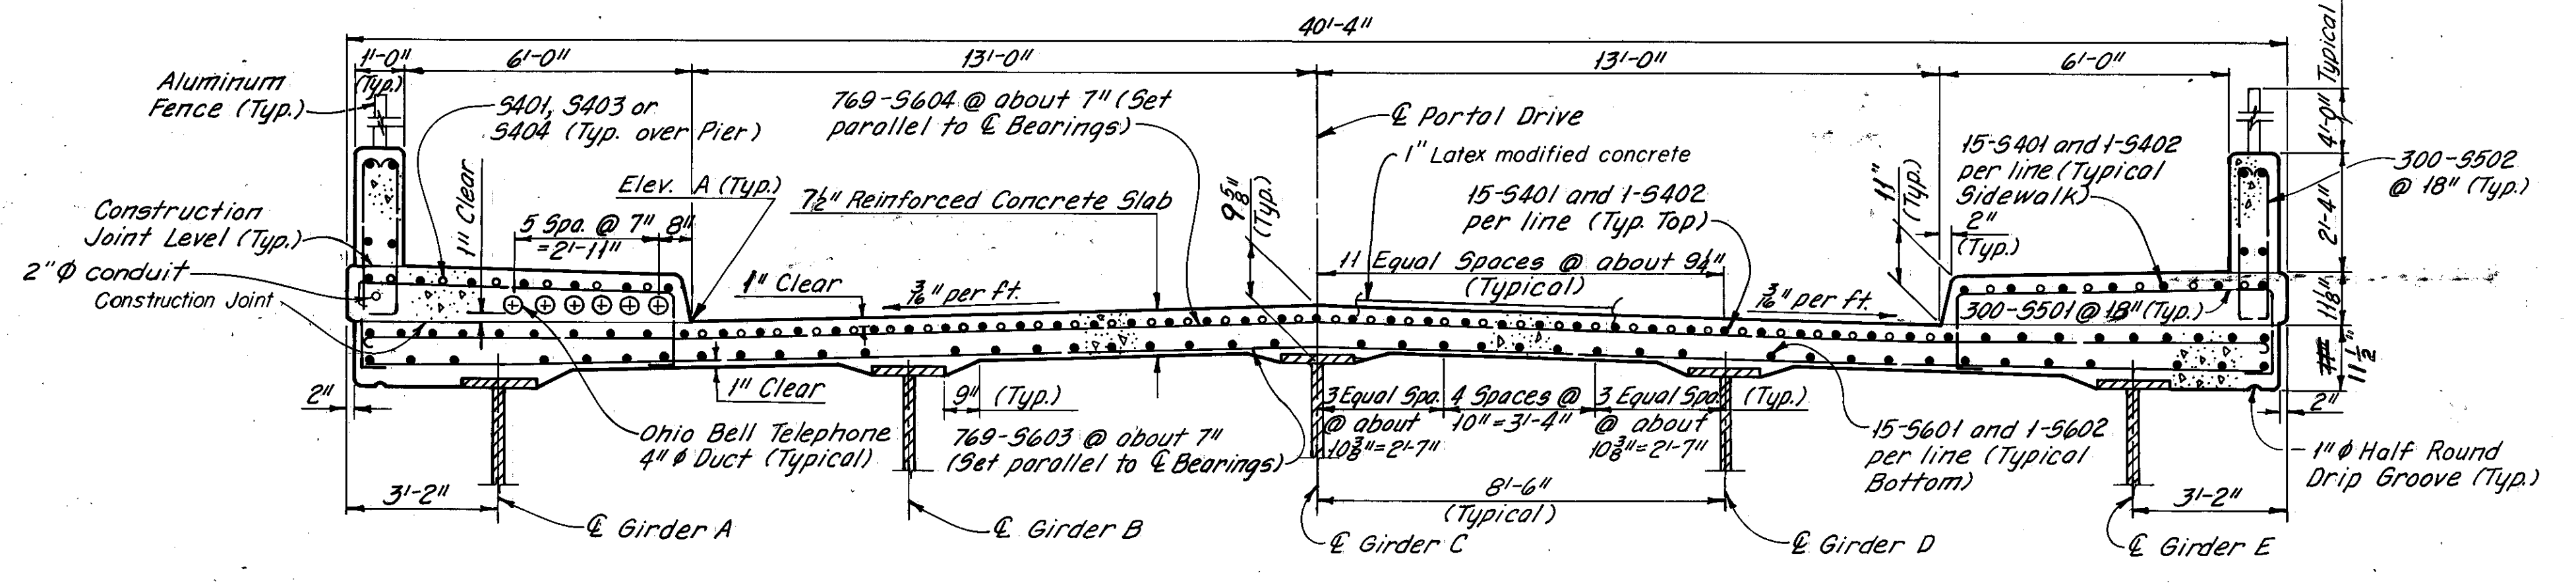 40'-4"
1'-0"
(Typ.)
6'-0"
13'-0"
13'-0"
6'-0"
4'-0" Typical
Aluminum
Fence (Typ.)
S401, S403 or
S404 (Typ. over Pier)
769-S604 @ about 7" (Set
parallel to ℄ Bearings)
℄ Portal Drive
1" Latex modified concrete
15-S401 and 1-S402
per line (Typical
Sidewalk)
300-S502
@ 18" (Typ.)
2'-4"
Construction
Joint Level (Typ.)
1" Clear
Elev. A (Typ.)
7½" Reinforced Concrete Slab
9⅝"
(Typ.)
15-S401 and 1-S402
per line (Typ. Top)
11"
(Typ.)
2"
(Typ.)
5 Spa. @ 7"
=2'-11"
8"
2"ϕ conduit
Construction Joint
1" Clear
3/16" per ft.
11 Equal Spaces @ about 9¼"
(Typical)
3/16" per ft.
300-S501 @ 18" (Typ.)
11⅛"
11½"
2"
1" Clear
9" (Typ.)
3 Equal Spa.
@ about
10⅜"=2'-7"
4 Spaces @
10"=3'-4"
3 Equal Spa.
@ about
10⅜"=2'-7"
(Typ.)
2"
Ohio Bell Telephone
4"ϕ Duct (Typical)
769-S603 @ about 7"
(Set parallel to ℄ Bearings)
15-S601 and 1-S602
per line (Typical
Bottom)
1"ϕ Half Round
Drip Groove (Typ.)
3'-2"
8'-6"
(Typical)
3'-2"
℄ Girder A
℄ Girder B
℄ Girder C
℄ Girder D
℄ Girder E